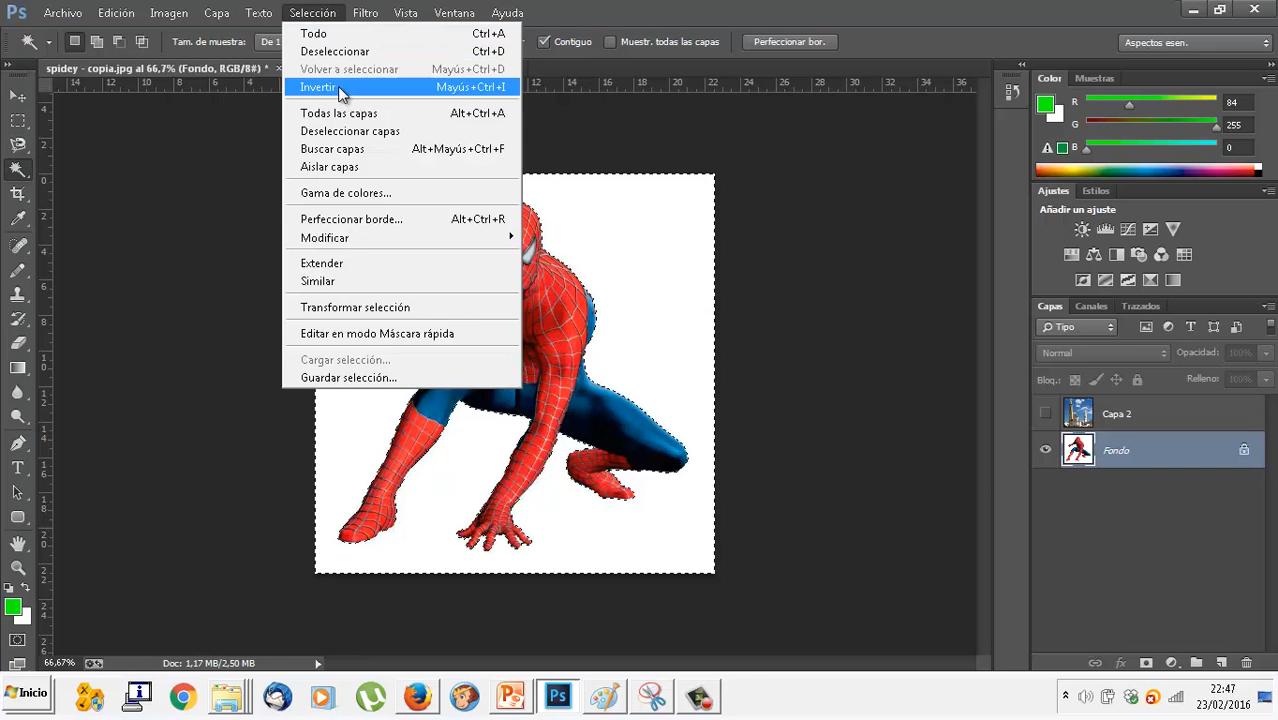 Ps Archivo Edición Imagen Capa Texto Selección Filtro Vista Ventana Ayuda
Tam. de muestra: De 1 Contiguo Muestr. todas las capas Perfeccionar bor. Aspectos esen.
spidey - copia.jpg al 66,7% (Fondo, RGB/8#) *
Todo Ctrl+A
Deseleccionar Ctrl+D
Volver a seleccionar Mayús+Ctrl+D
Invertir Mayús+Ctrl+I
Todas las capas Alt+Ctrl+A
Deseleccionar capas
Buscar capas Alt+Mayús+Ctrl+F
Aislar capas
Gama de colores...
Perfeccionar borde... Alt+Ctrl+R
Modificar
Extender
Similar
Transformar selección
Editar en modo Máscara rápida
Cargar selección...
Guardar selección...
Color Muestras
R 84
G 255
B 0
Ajustes Estilos
Añadir un ajuste
Capas Canales Trazados
Tipo
Normal Opacidad: 100%
Bloq.: Relleno: 100%
Capa 2
Fondo
66,67% Doc: 1,17 MB/2,50 MB
Inicio Ps 22:47
23/02/2016